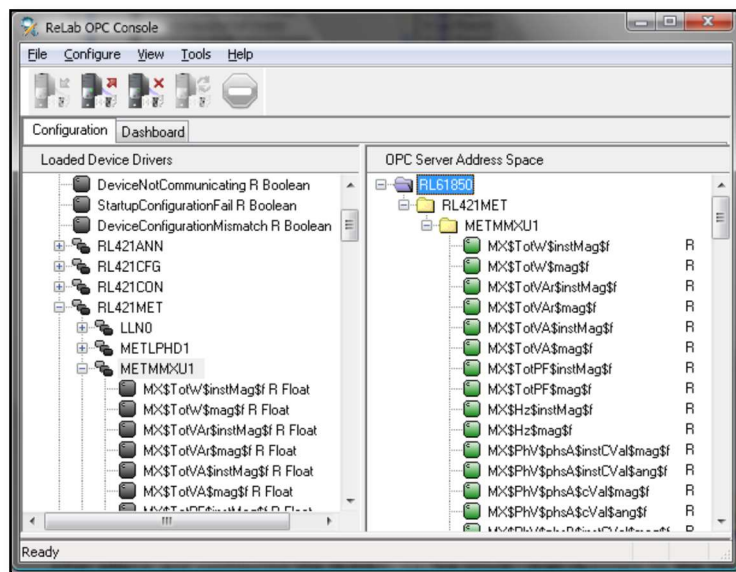 ReLab OPC Console
File Configure View Tools Help
Configuration Dashboard
Loaded Device Drivers
DeviceNotCommunicating R Boolean
StartupConfigurationFail R Boolean
DeviceConfigurationMismatch R Boolean
RL421ANN
RL421CFG
RL421CON
RL421MET
LLN0
METLPHD1
METMMXU1
MX$TotW$instMag$f R Float
MX$TotW$mag$f R Float
MX$TotVAr$instMag$f R Float
MX$TotVAr$mag$f R Float
MX$TotVA$instMag$f R Float
MX$TotVA$mag$f R Float
OPC Server Address Space
RL61850
RL421MET
METMMXU1
MX$TotW$instMag$f R
MX$TotW$mag$f R
MX$TotVAr$instMag$f R
MX$TotVAr$mag$f R
MX$TotVA$instMag$f R
MX$TotVA$mag$f R
MX$TotPF$instMag$f R
MX$TotPF$mag$f R
MX$Hz$instMag$f R
MX$Hz$mag$f R
MX$PhV$phsA$instCVal$mag$f R
MX$PhV$phsA$instCVal$ang$f R
MX$PhV$phsA$cVal$mag$f R
MX$PhV$phsA$cVal$ang$f R
Ready